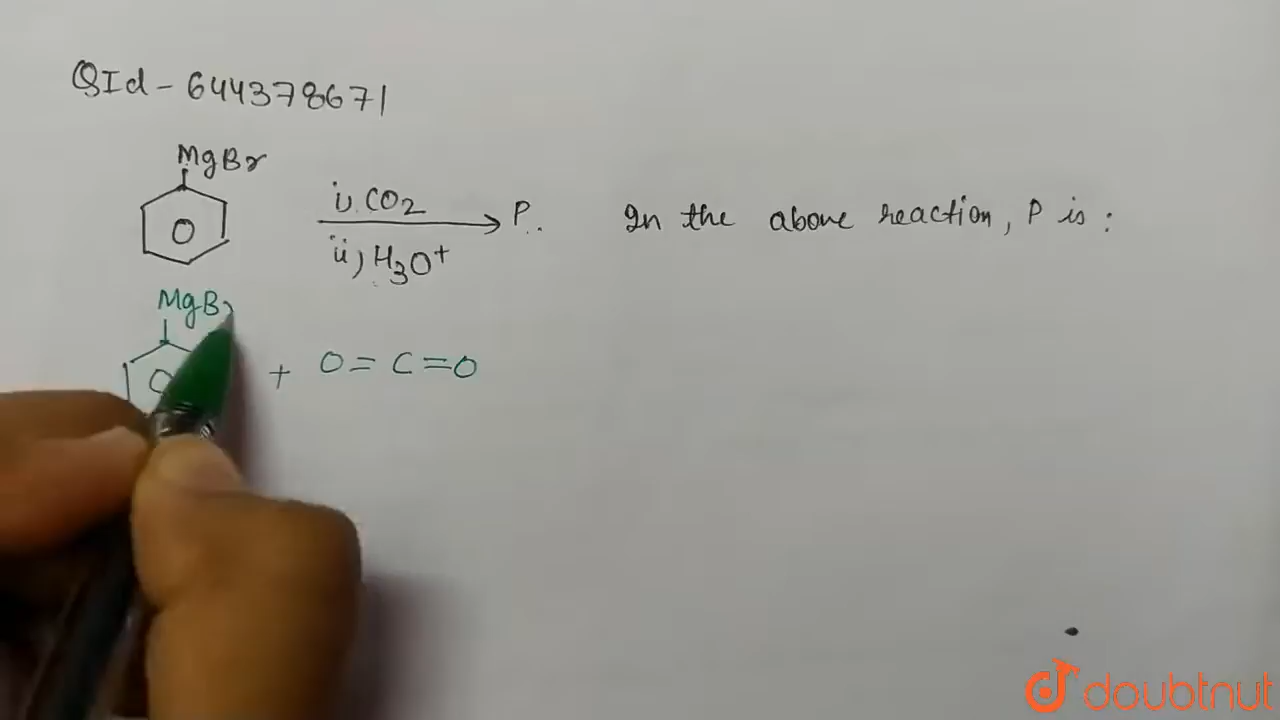 QId - 644378671
MgBr
i) CO2
P.. In the above reaction, P is :
ii) H3O+
MgBr
+ O = C = O
doubtnut